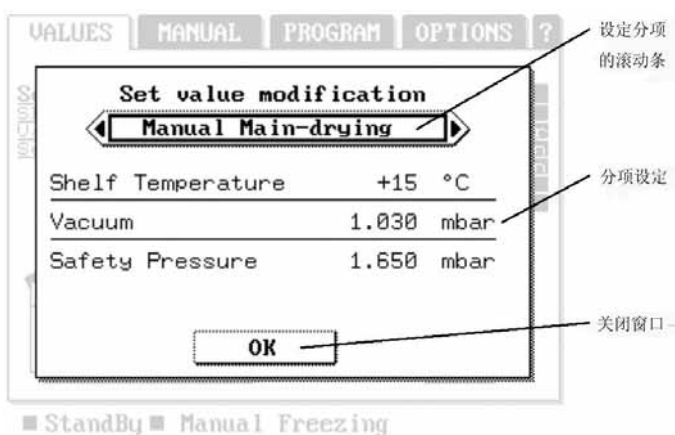 VALUES MANUAL PROGRAM OPTIONS ?
设定分项
的滚动条
Set value modification
Manual Main-drying
Shelf Temperature +15 °C
分项设定
Vacuum 1.030 mbar
Safety Pressure 1.650 mbar
关闭窗口
OK
StandBy Manual Freezing